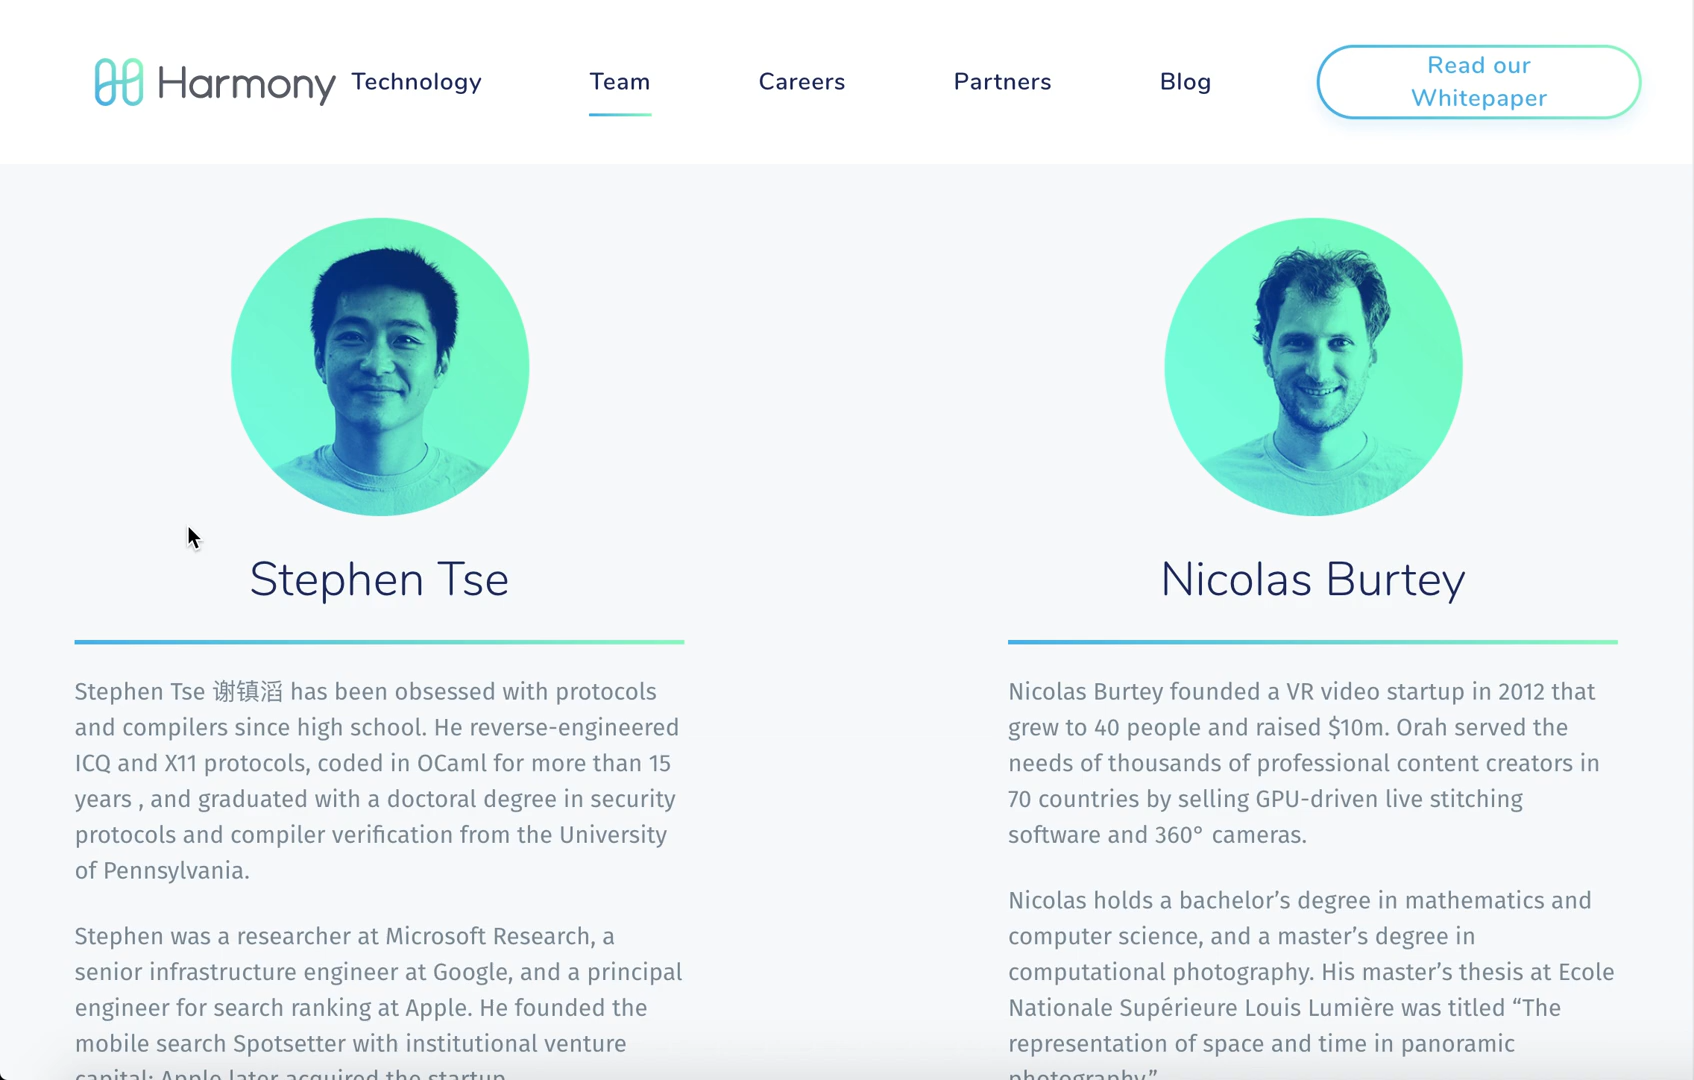 Harmony
Technology
Team
Careers
Partners
Blog
Read our
Whitepaper
Stephen Tse
Stephen Tse 谢镇滔 has been obsessed with protocols
and compilers since high school. He reverse-engineered
ICQ and X11 protocols, coded in OCaml for more than 15
years , and graduated with a doctoral degree in security
protocols and compiler verification from the University
of Pennsylvania.
Stephen was a researcher at Microsoft Research, a
senior infrastructure engineer at Google, and a principal
engineer for search ranking at Apple. He founded the
mobile search Spotsetter with institutional venture
capital; Apple later acquired the startup.
Nicolas Burtey
Nicolas Burtey founded a VR video startup in 2012 that
grew to 40 people and raised $10m. Orah served the
needs of thousands of professional content creators in
70 countries by selling GPU-driven live stitching
software and 360° cameras.
Nicolas holds a bachelor’s degree in mathematics and
computer science, and a master’s degree in
computational photography. His master’s thesis at Ecole
Nationale Supérieure Louis Lumière was titled “The
representation of space and time in panoramic
photography.”